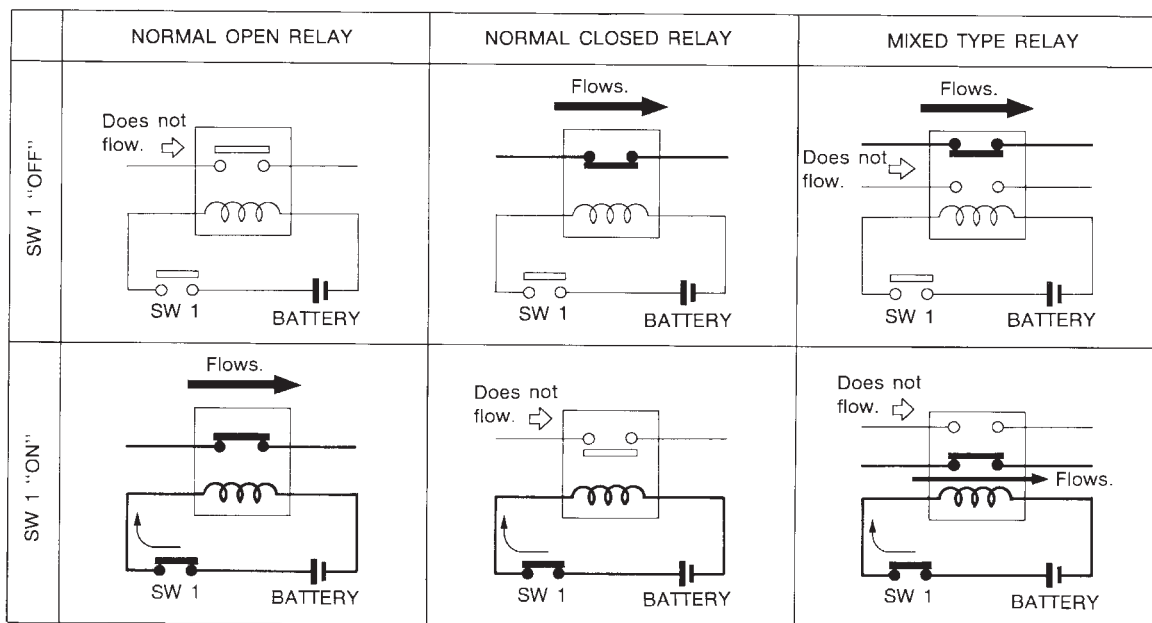 NORMAL OPEN RELAY
NORMAL CLOSED RELAY
MIXED TYPE RELAY
SW 1 "OFF"
Does not
flow.
SW 1
BATTERY
Flows.
SW 1
BATTERY
Flows.
Does not
flow.
SW 1
BATTERY
SW 1 "ON"
Flows.
SW 1
BATTERY
Does not
flow.
SW 1
BATTERY
Does not
flow.
Flows.
SW 1
BATTERY